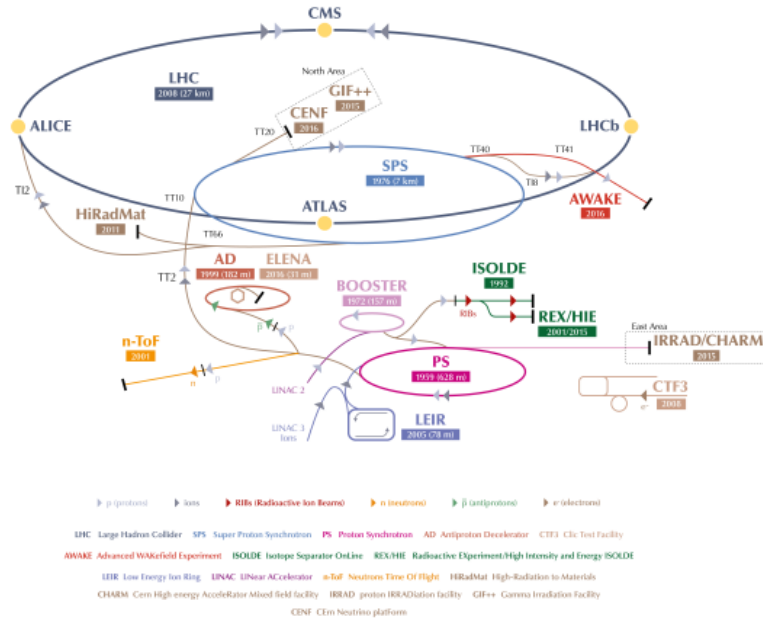 CMS
North Area
LHC
2008 (27 km)
GIF++
2015
CENF
2016
ALICE
LHCb
TT20
TT40
TT41
SPS
1976 (7 km)
TI2
TI8
TT10
ATLAS
AWAKE
2016
HiRadMat
2011
TT66
AD
1999 (182 m)
ELENA
2016 (31 m)
TT2
BOOSTER
1972 (157 m)
ISOLDE
1992
RIBs
REX/HIE
2001/2015
East Area
p
p
n-ToF
2001
IRRAD/CHARM
2015
PS
1959 (628 m)
n
p
LINAC 2
CTF3
2008
e-
LEIR
2005 (78 m)
LINAC 3
Ions
p (protons) ions RIBs (Radioactive Ion Beams) n (neutrons) p̄ (antiprotons) e- (electrons)
LHC Large Hadron Collider SPS Super Proton Synchrotron PS Proton Synchrotron AD Antiproton Decelerator CTF3 Clic Test Facility
AWAKE Advanced WAKefield Experiment ISOLDE Isotope Separator OnLine REX/HIE Radioactive EXperiment/High Intensity and Energy ISOLDE
LEIR Low Energy Ion Ring LINAC LINear ACcelerator n-ToF Neutrons Time Of Flight HiRadMat High-Radiation to Materials
CHARM Cern High energy AcceleRator Mixed field facility IRRAD proton IRRADiation facility GIF++ Gamma Irradiation Facility
CENF CErn Neutrino platForm